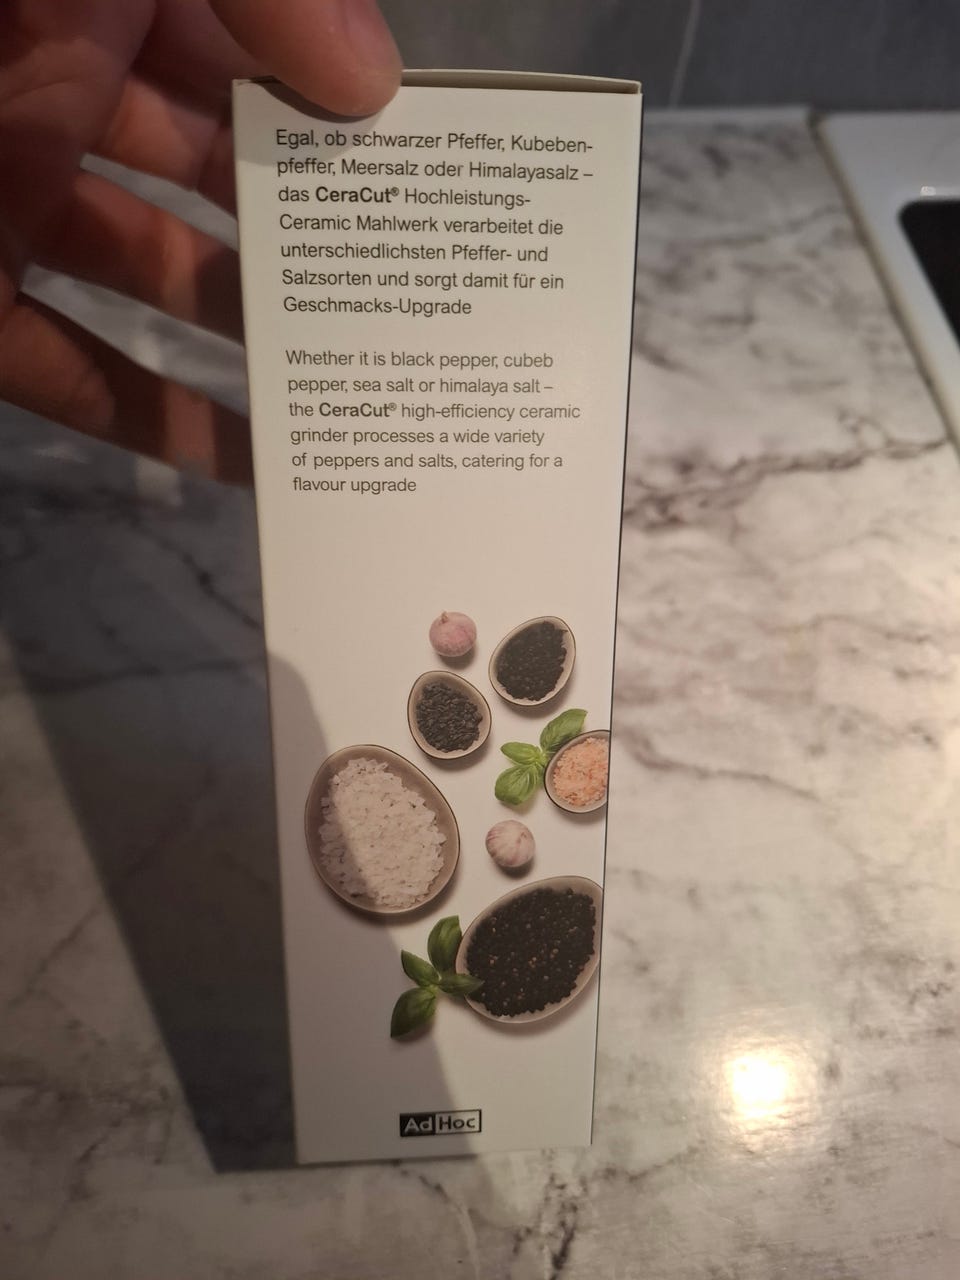 Egal, ob schwarzer Pfeffer, Kubeben-
pfeffer, Meersalz oder Himalayasalz –
das CeraCut® Hochleistungs-
Ceramic Mahlwerk verarbeitet die
unterschiedlichsten Pfeffer- und
Salzsorten und sorgt damit für ein
Geschmacks-Upgrade
Whether it is black pepper, cubeb
pepper, sea salt or himalaya salt –
the CeraCut® high-efficiency ceramic
grinder processes a wide variety
of peppers and salts, catering for a
flavour upgrade
AdHoc